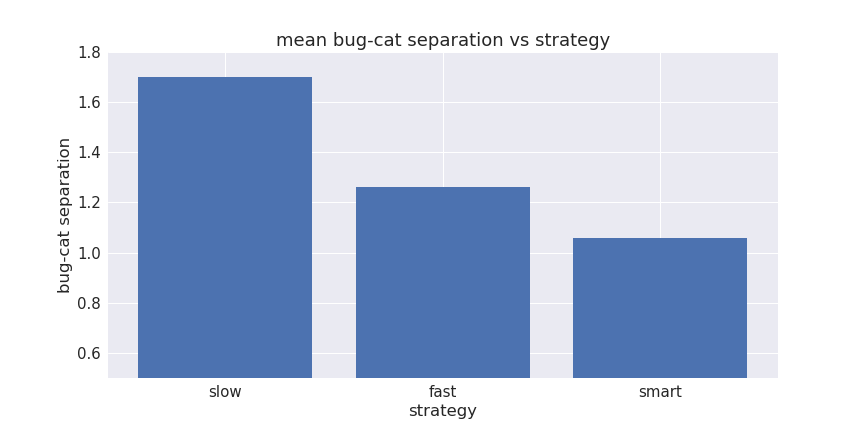 mean bug-cat separation vs strategy
1.8
1.6
1.4
1.2
1.0
0.8
0.6
bug-cat separation
slow fast smart
strategy